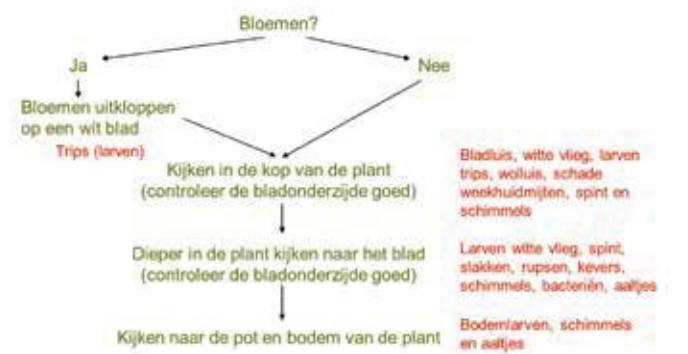 Bloemen?
Ja
Nee
Bloemen uitkloppen
op een wit blad
Trips (larven)
Kijken in de kop van de plant
(controleer de bladonderzijde goed)
Bladluis, witte vlieg, larven
trips, wolluis, schade
weekhuidmijten, spint en
schimmels
Dieper in de plant kijken naar het blad
(controleer de bladonderzijde goed)
Larven witte vlieg, spint,
slakken, rupsen, kevers,
schimmels, bacteriën, aaltjes
Kijken naar de pot en bodem van de plant
Bodemlarven, schimmels
en aaltjes